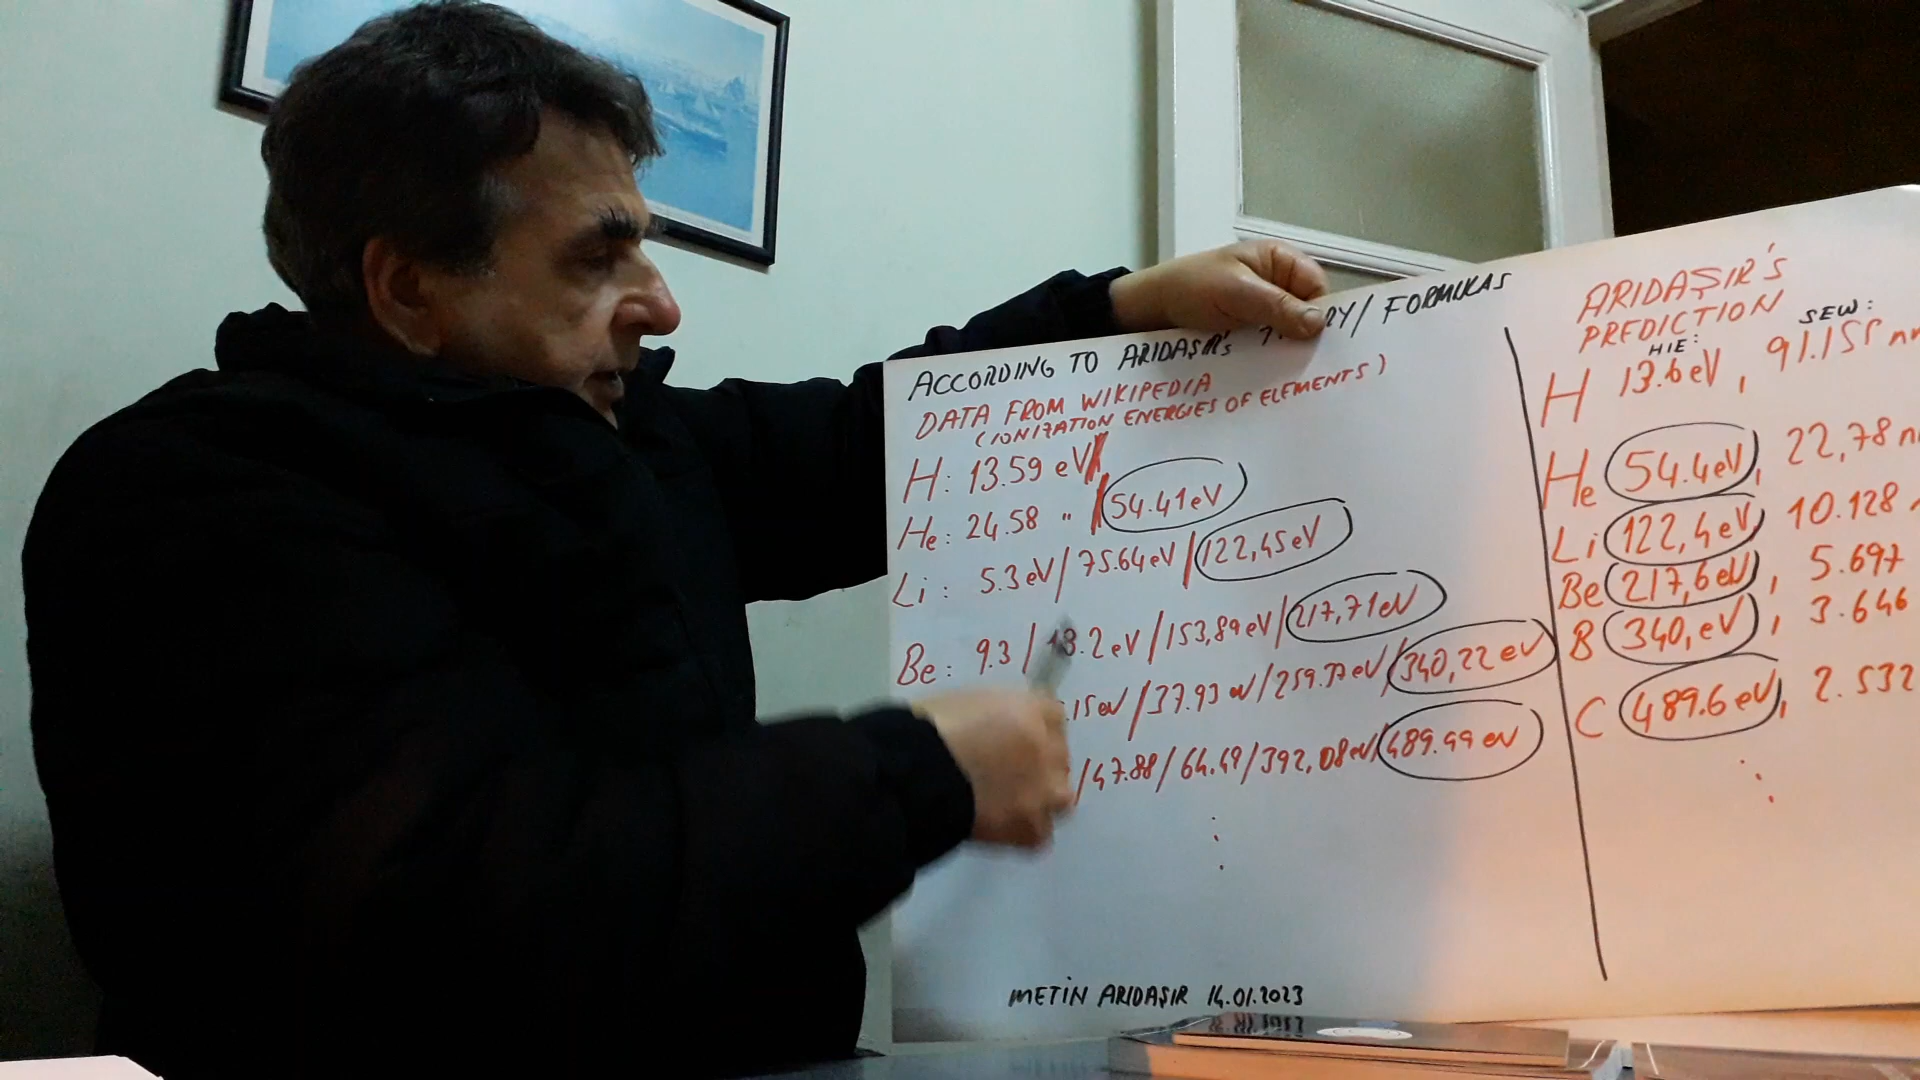 ACCORDING TO ARIDAŞIR's RY/ FORMULAS
DATA FROM WIKIPEDIA
(IONIZATION ENERGIES OF ELEMENTS)
H: 13.59 eV/
He: 24.58 " / 54.41eV
Li: 5.3eV/ 75.64eV/ 122,45eV
Be: 9.3/ 18.2eV/153,89eV/217,71eV
.15eV/37.93 eV/259.37eV/340,22eV
/47.88/64.49/392,08eV/489.99 eV
METİN ARIDAŞIR 14.01.2023
ARIDAŞIR'S
PREDICTION
HIE: SEW:
H 13.6eV, 91.155 nm
He 54.4eV, 22,78 n
Li 122,4eV, 10.128
Be 217,6eV, 5.697
B 340,eV, 3.646
C 489.6eV, 2.532